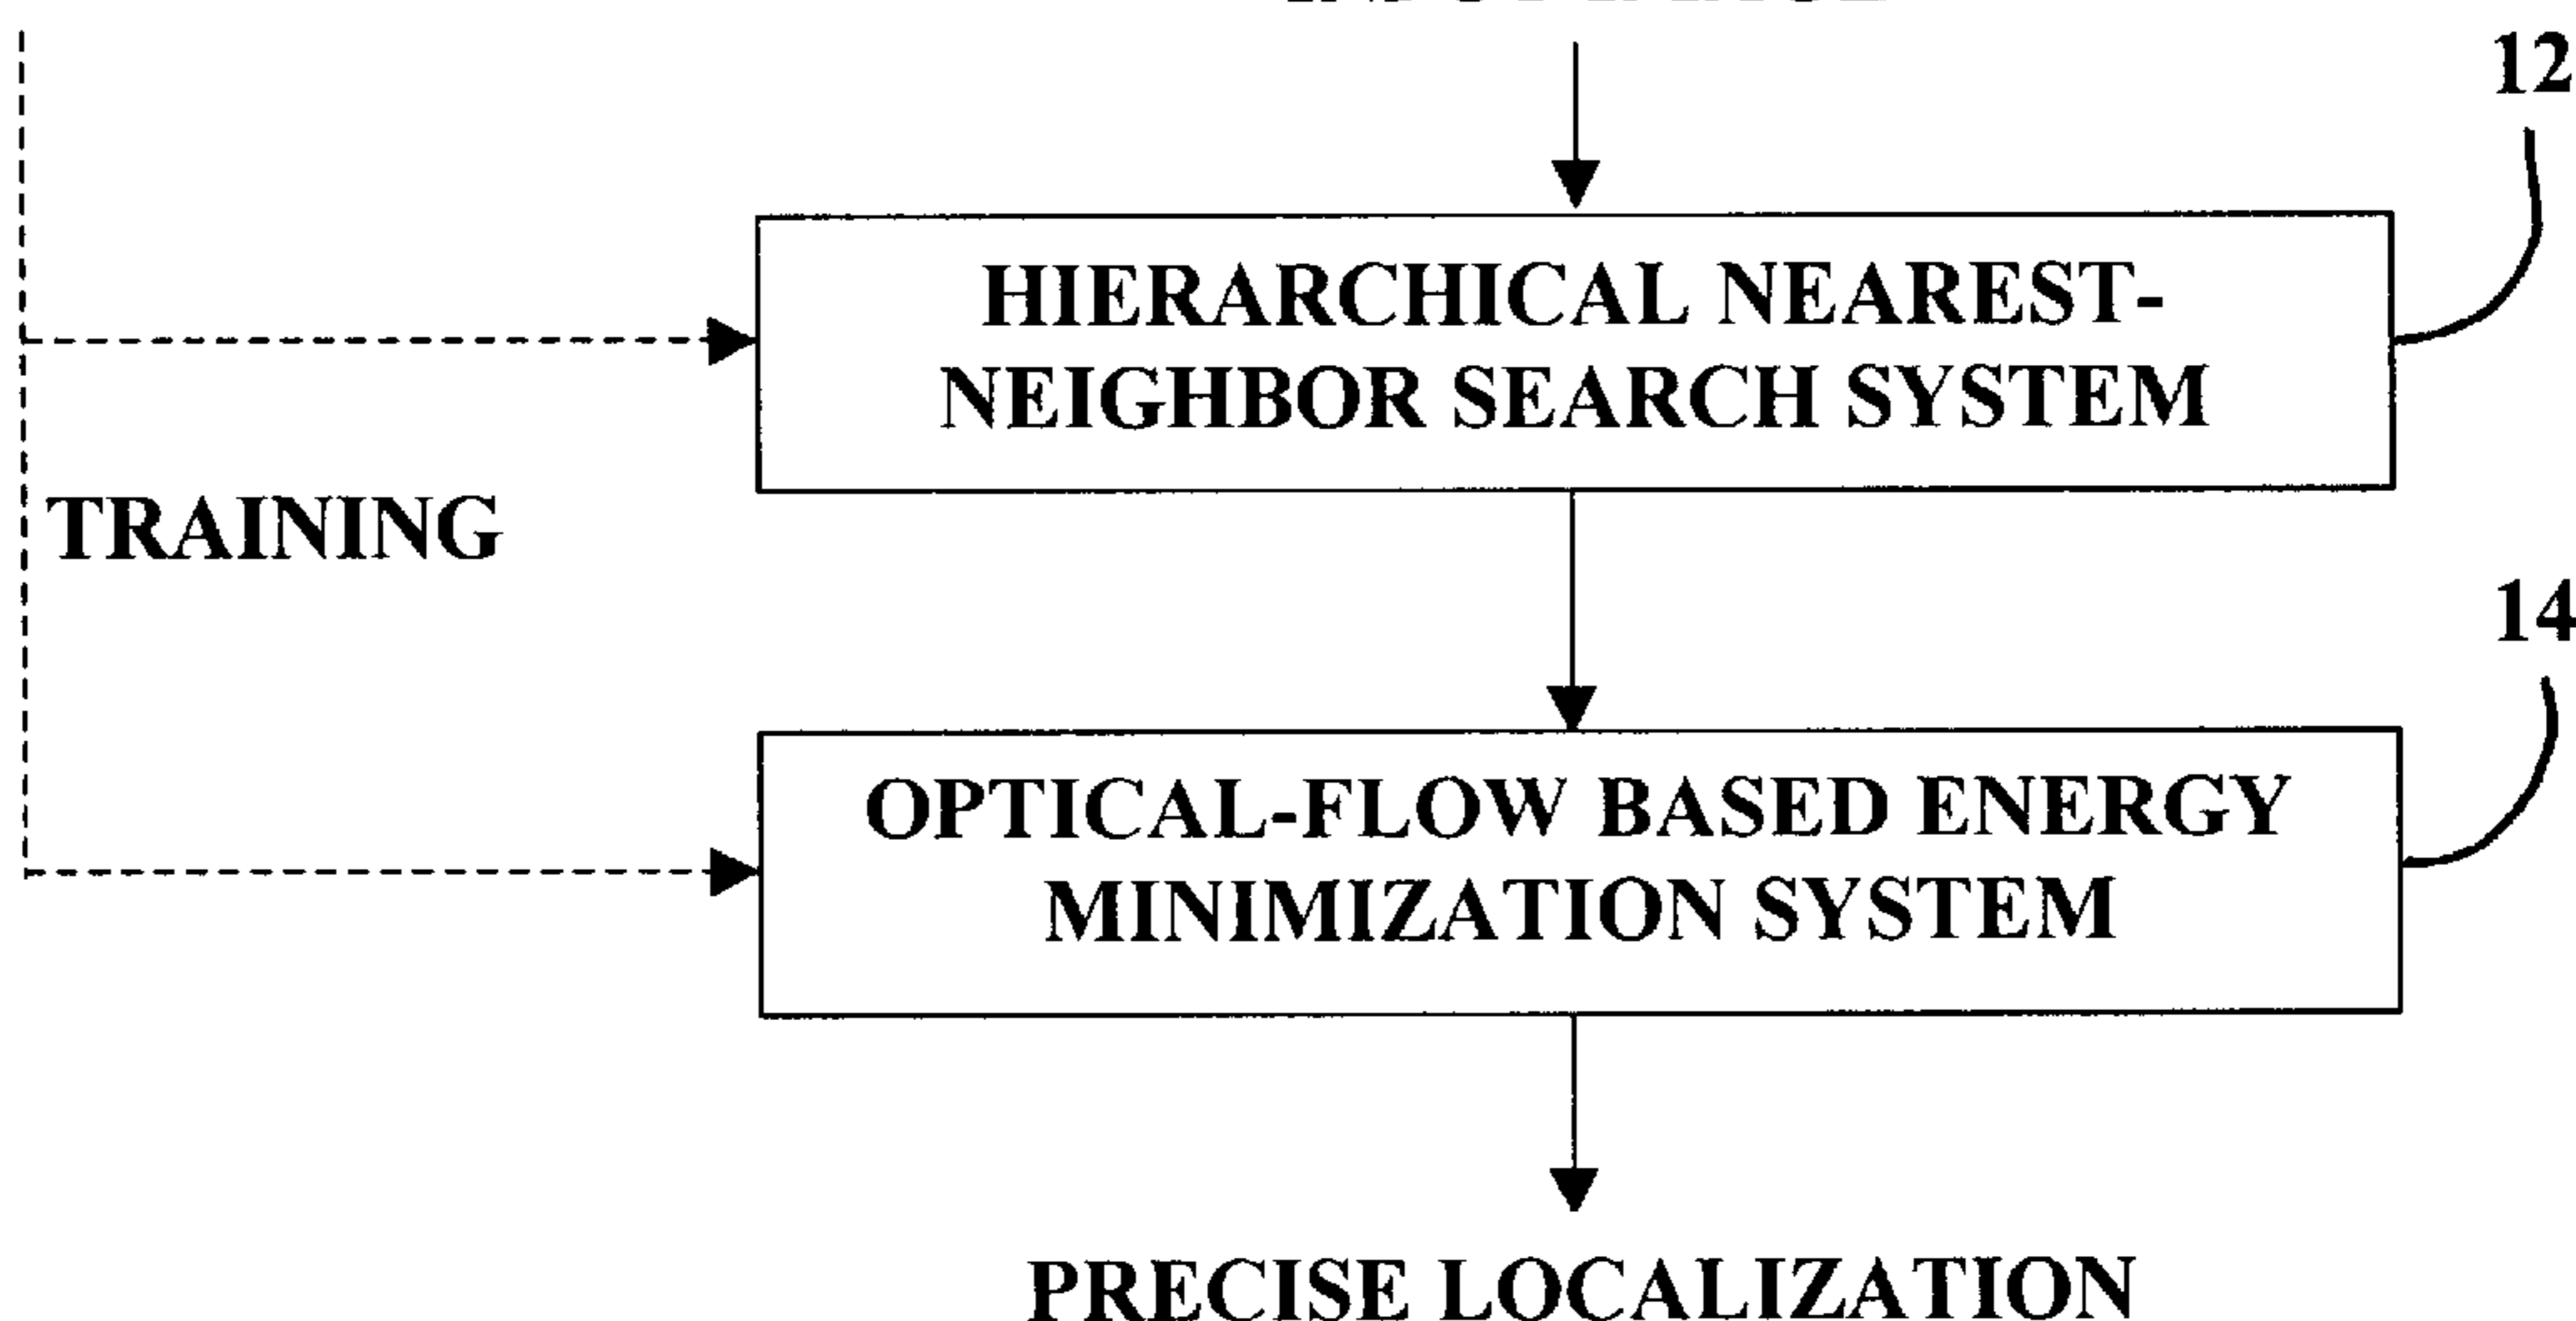 12
HIERARCHICAL NEAREST-
NEIGHBOR SEARCH SYSTEM
TRAINING
14
OPTICAL-FLOW BASED ENERGY
MINIMIZATION SYSTEM
PRECISE LOCALIZATION